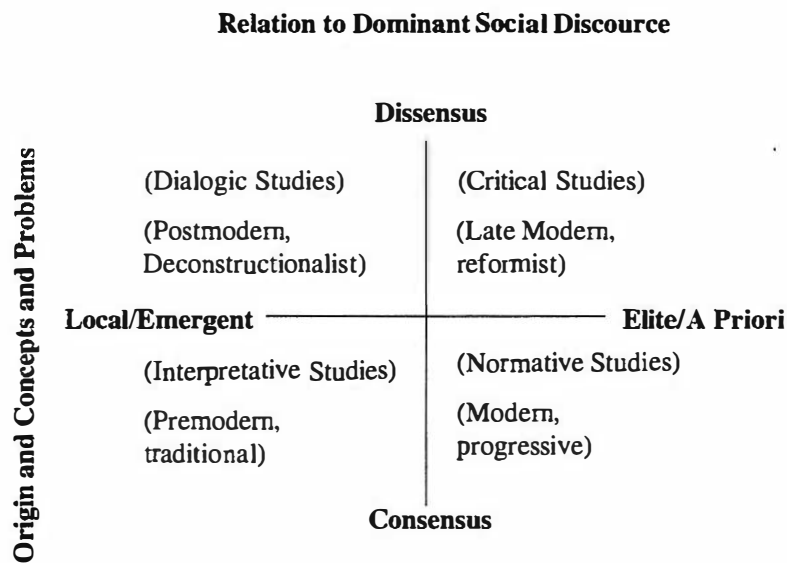 Relation to Dominant Social Discource
Dissensus
Origin and Concepts and Problems
(Dialogic Studies)
(Postmodern,
Deconstructionalist)
(Critical Studies)
(Late Modern,
reformist)
Local/Emergent
Elite/A Priori
(Interpretative Studies)
(Premodern,
traditional)
(Normative Studies)
(Modern,
progressive)
Consensus